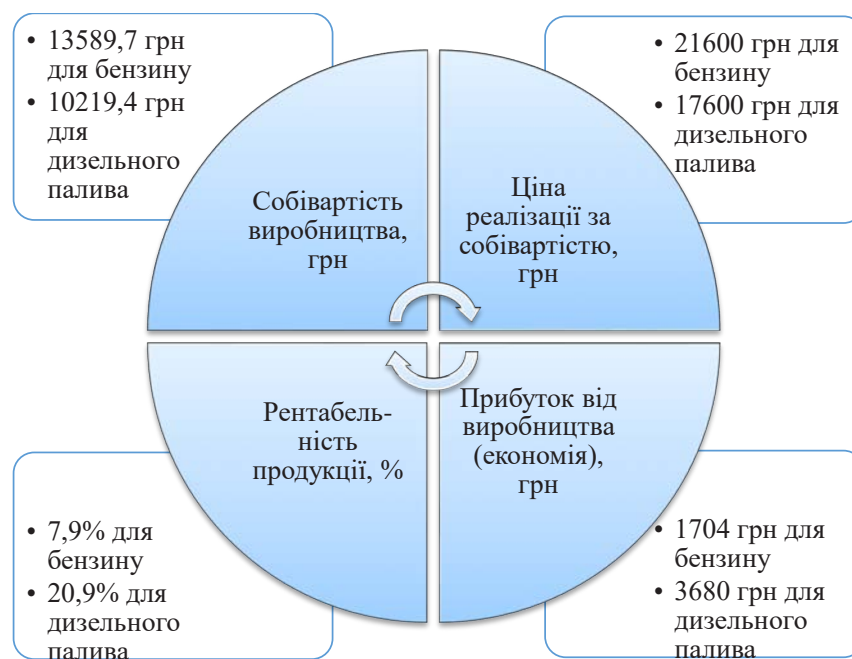 • 13589,7 грн
для бензину
• 10219,4 грн
для
дизельного
палива
• 21600 грн для
бензину
• 17600 грн для
дизельного
палива
Собівартість
виробництва,
грн
Ціна
реалізації за
собівартістю,
грн
Рентабель-
ність
продукції, %
Прибуток від
виробництва
(економія),
грн
• 7,9% для
бензину
• 20,9% для
дизельного
палива
• 1704 грн для
бензину
• 3680 грн для
дизельного
палива